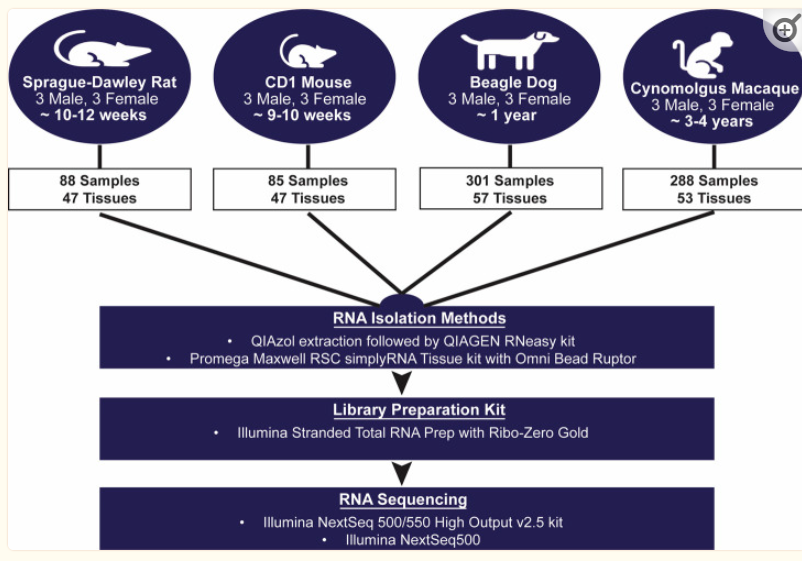 Sprague-Dawley Rat
3 Male, 3 Female
~ 10-12 weeks
CD1 Mouse
3 Male, 3 Female
~ 9-10 weeks
Beagle Dog
3 Male, 3 Female
~ 1 year
Cynomolgus Macaque
3 Male, 3 Female
~ 3-4 years
88 Samples
47 Tissues
85 Samples
47 Tissues
301 Samples
57 Tissues
288 Samples
53 Tissues
RNA Isolation Methods
• QIAzol extraction followed by QIAGEN RNeasy kit
• Promega Maxwell RSC simplyRNA Tissue kit with Omni Bead Ruptor
Library Preparation Kit
• Illumina Stranded Total RNA Prep with Ribo-Zero Gold
RNA Sequencing
• Illumina NextSeq 500/550 High Output v2.5 kit
• Illumina NextSeq500